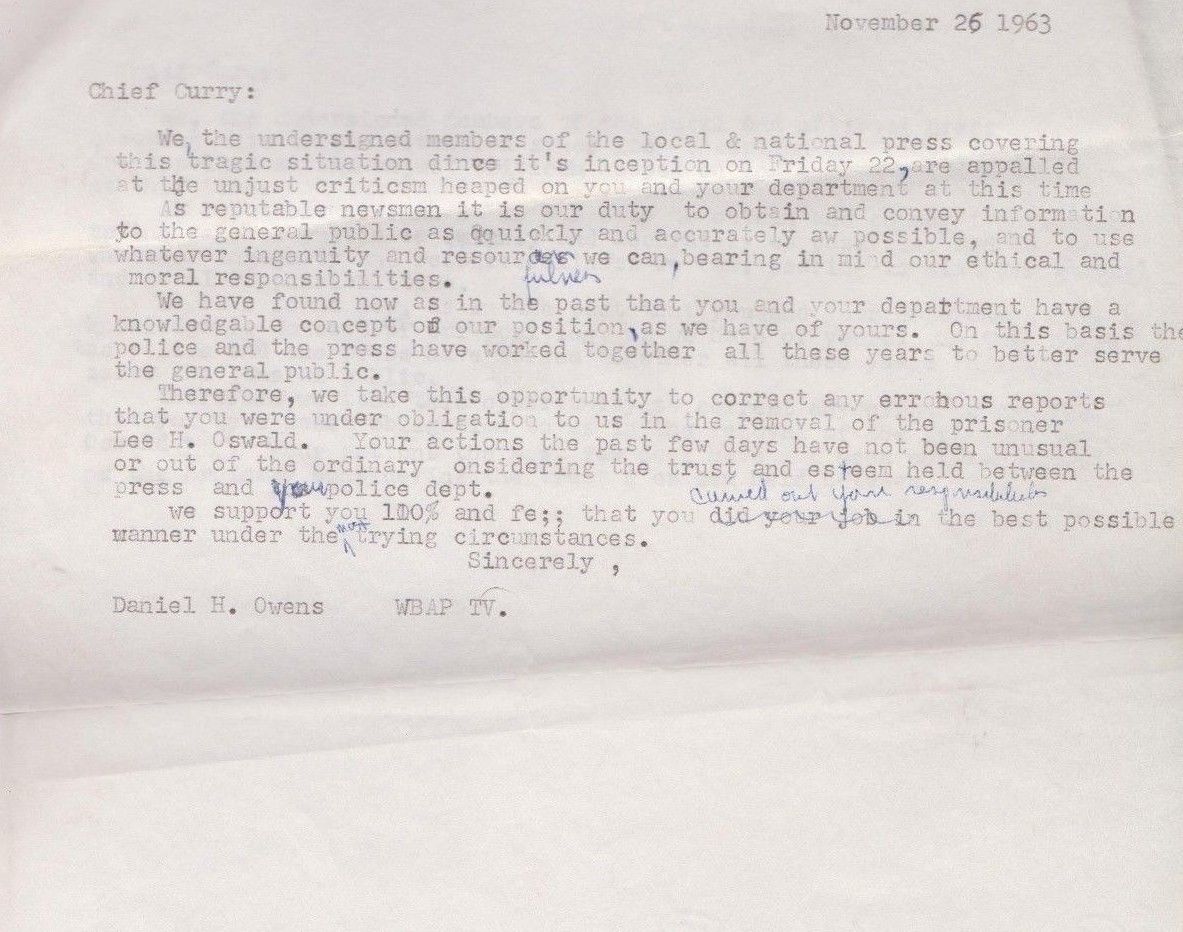 November 26 1963
Chief Curry:
We, the undersigned members of the local & national press covering
this tragic situation dince it's inception on Friday 22, are appalled
at the unjust criticsm heaped on you and your department at this time
As reputable newsmen it is our duty to obtain and convey information
to the general public as qquickly and accurately aw possible, and to use
whatever ingenuity and resources we can, bearing in mind our ethical and
fulness
moral responsibilities.
We have found now as in the past that you and your department have a
knowledgable concept of our position, as we have of yours. On this basis the
police and the press have worked together all these years to better serve
the general public.
Therefore, we take this opportunity to correct any errohous reports
that you were under obligation to us in the removal of the prisoner
Lee H. Oswald. Your actions the past few days have not been unusual
or out of the ordinary onsidering the trust and esteem held between the
press and your police dept.
carried out your responsibilities
we support you 100% and fe;; that you did your job in the best possible
manner under the most trying circumstances.
Sincerely ,
Daniel H. Owens WBAP TV.